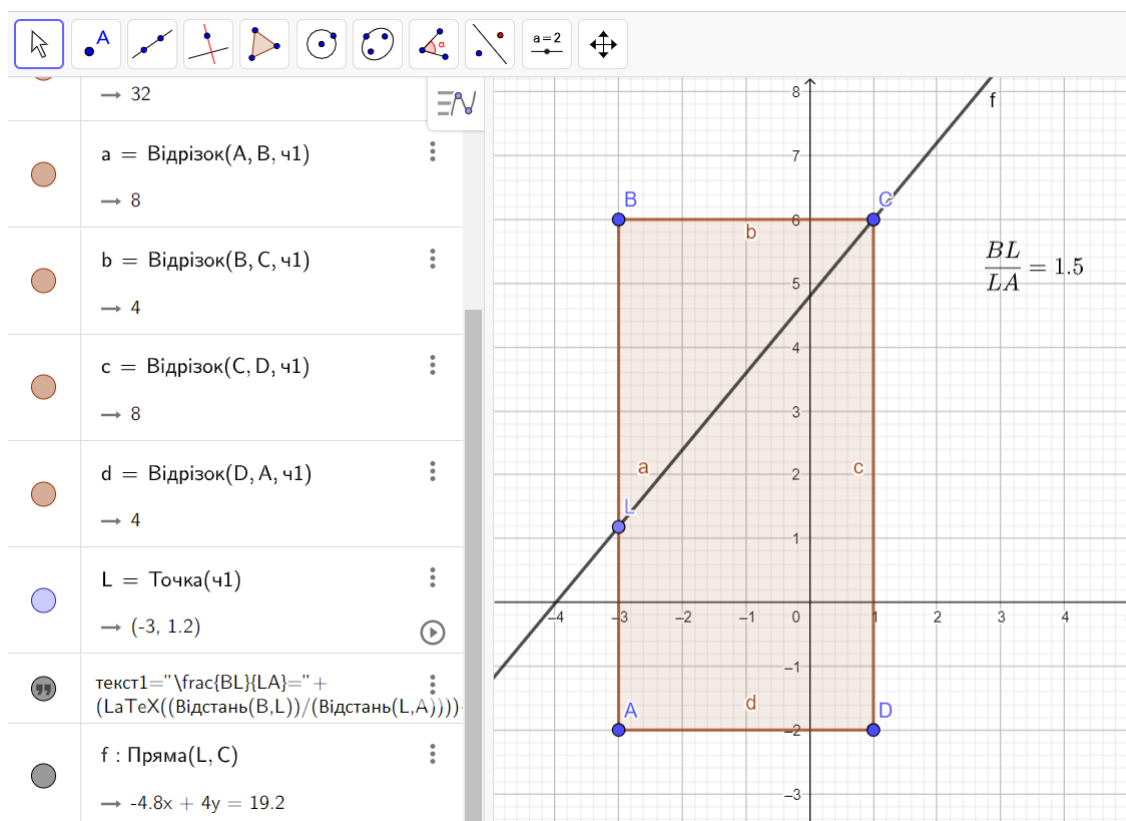 A
α
a = 2
→ 32
a = Відрізок(A, B, ч1)
→ 8
b = Відрізок(B, C, ч1)
→ 4
c = Відрізок(C, D, ч1)
→ 8
d = Відрізок(D, A, ч1)
→ 4
L = Точка(ч1)
→ (-3, 1.2)
текст1="\frac{BL}{LA}="+
(LaTeX((Відстань(B,L))/(Відстань(L,A))))
f : Пряма(L, C)
→ -4.8x + 4y = 19.2
8
f
7
B
C
6
b
BL/LA = 1.5
5
4
3
a
2
c
L
1
−4 −3 −2 −1 0 1 2 3 4
−1
A
d
D
−2
−3